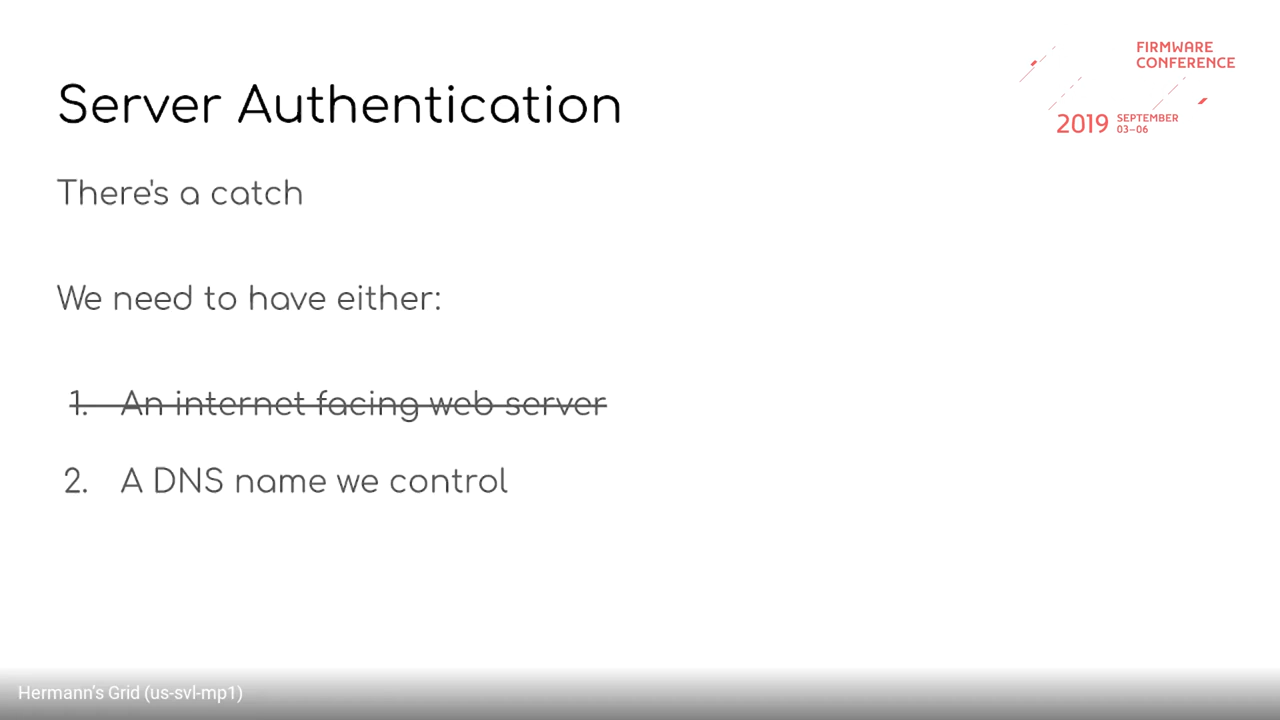 FIRMWARE
CONFERENCE
2019 SEPTEMBER
03–06
Server Authentication
There's a catch
We need to have either:
1. An internet facing web server
2. A DNS name we control
Hermann's Grid (us-svl-mp1)